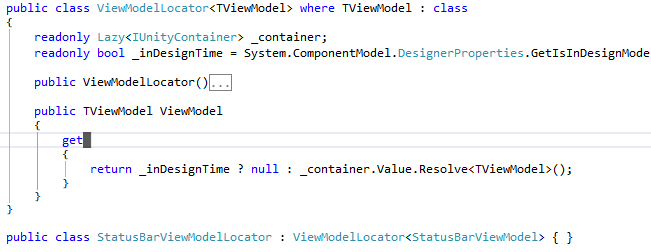 public class ViewModelLocator<TViewModel> where TViewModel : class
{
readonly Lazy<IUnityContainer> _container;
readonly bool _inDesignTime = System.ComponentModel.DesignerProperties.GetIsInDesignMode
public ViewModelLocator()...
public TViewModel ViewModel
{
get
{
return _inDesignTime ? null : _container.Value.Resolve<TViewModel>();
}
}
}
public class StatusBarViewModelLocator : ViewModelLocator<StatusBarViewModel> { }